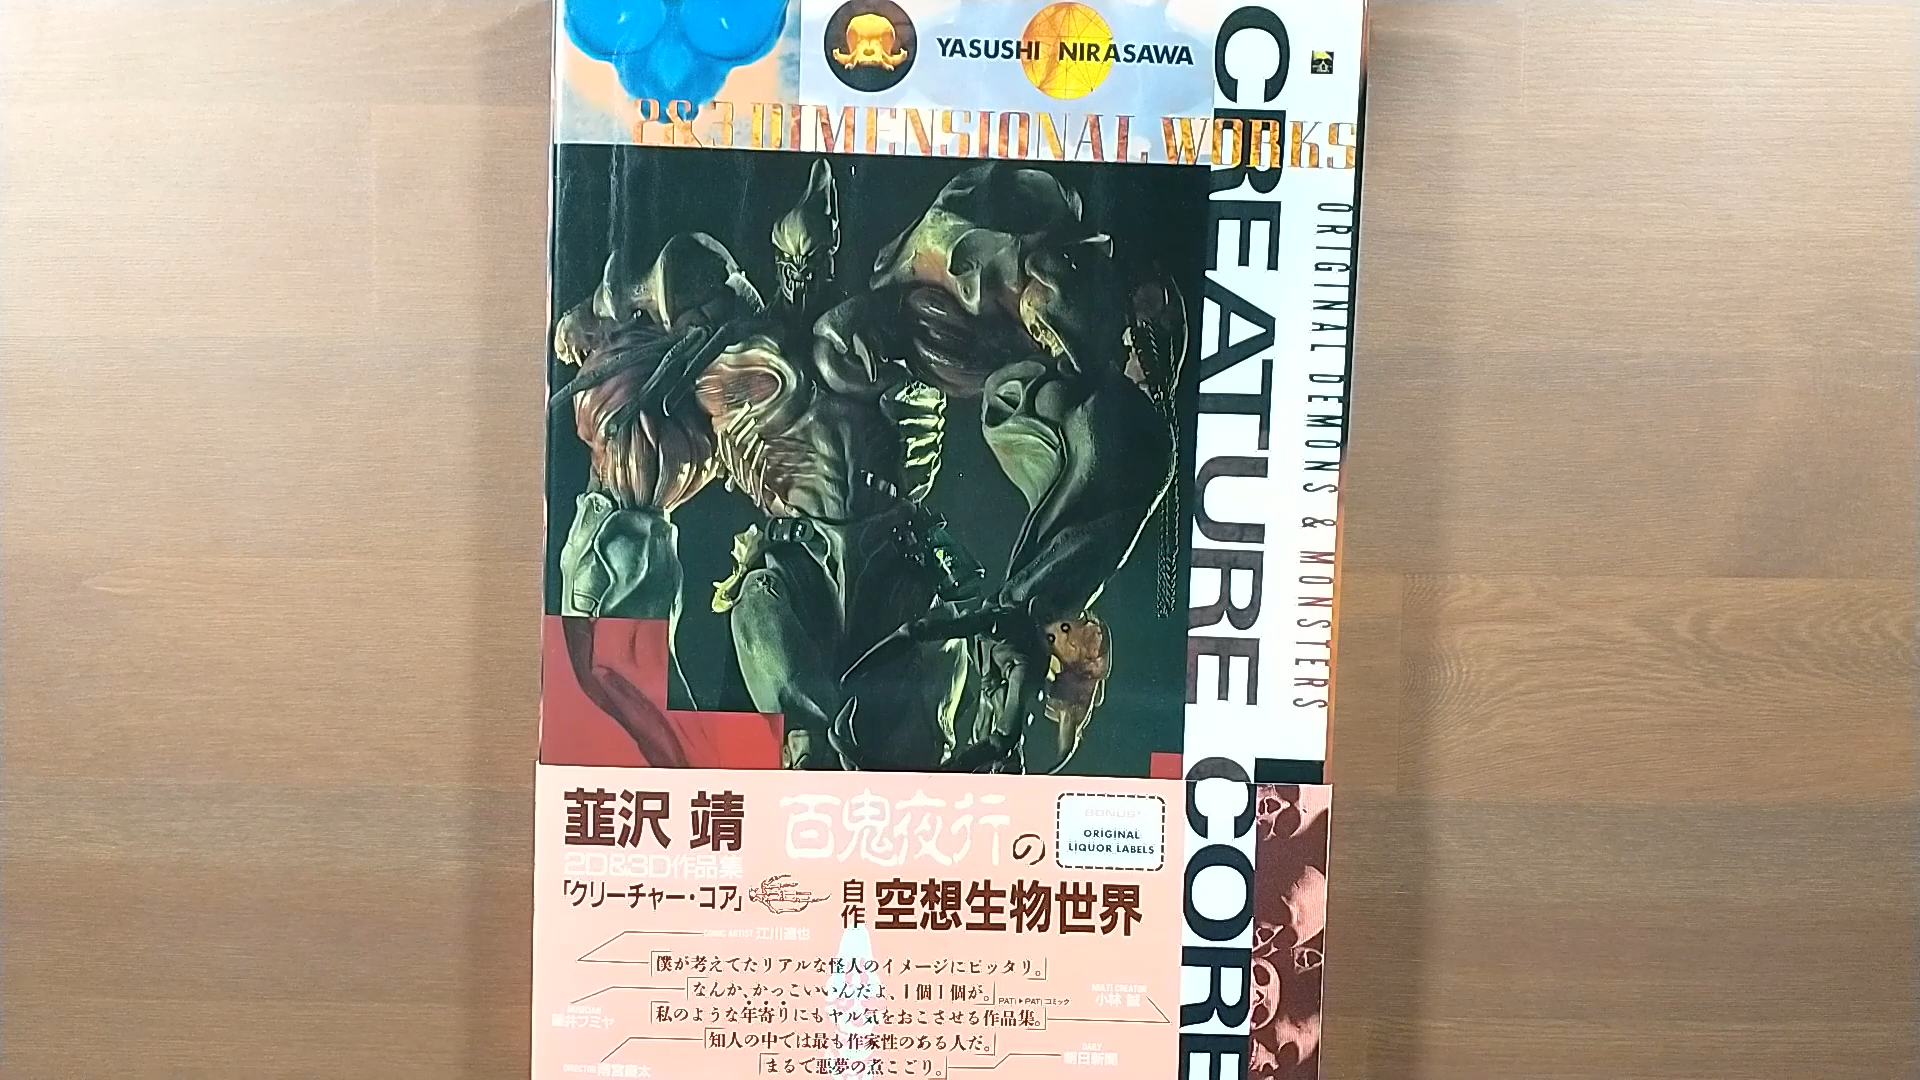 YASUSHI NIRASAWA
2&3 DIMENSIONAL WORKS
CREATURE CORE
ORIGINAL DEMONS & MONSTERS
韮沢 靖
2D&3D作品集
「クリーチャー・コア」
百鬼夜行の
自作 空想生物世界
BONUS!
ORIGINAL
LIQUOR LABELS
COMIC ARTIST 江川達也
「僕が考えてたリアルな怪人のイメージにピッタリ。」
「なんか、かっこいいんだよ、1個1個が。」
MUSICIAN
藤井フミヤ
PATi▶PATiコミック
MULTI CREATOR
小林 誠
「私のような年寄りにもヤル気をおこさせる作品集。」
「知人の中では最も作家性のある人だ。」
DIRECTOR 雨宮慶太
DAILY
朝日新聞
「まるで悪夢の煮こごり。」